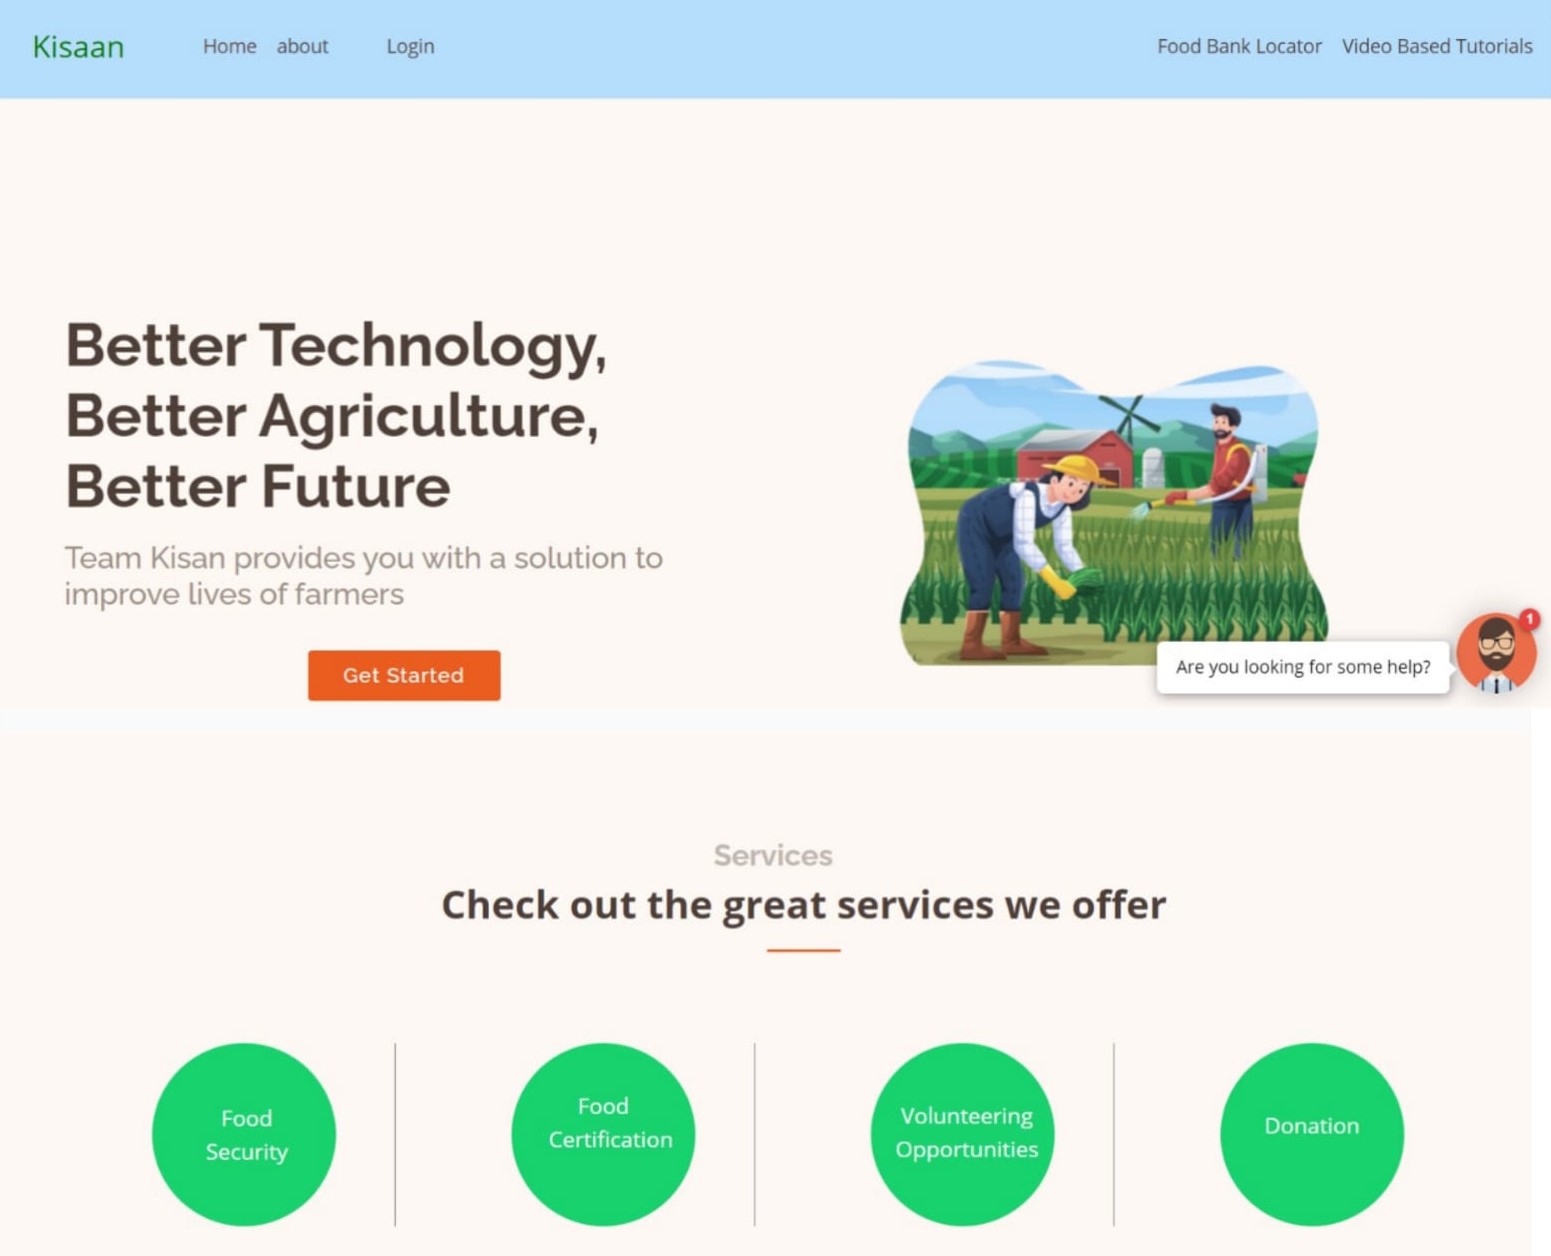 Kisaan
Home about Login
Food Bank Locator Video Based Tutorials
Better Technology,
Better Agriculture,
Better Future
Team Kisan provides you with a solution to
improve lives of farmers
Get Started
Are you looking for some help?
1
Services
Check out the great services we offer
Food
Security
Food
Certification
Volunteering
Opportunities
Donation